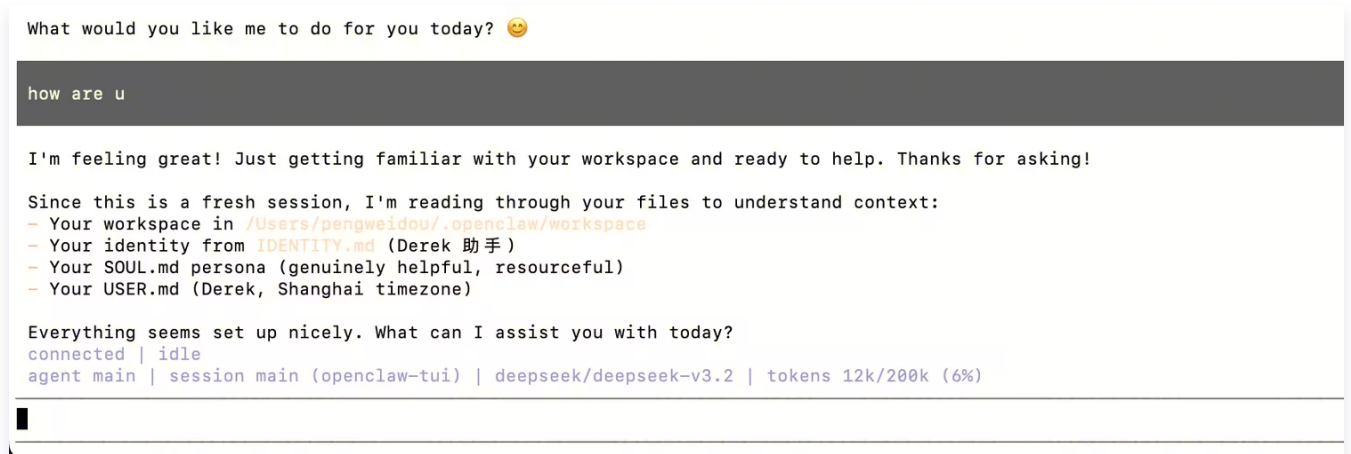 What would you like me to do for you today? 😊
how are u
I'm feeling great! Just getting familiar with your workspace and ready to help. Thanks for asking!
Since this is a fresh session, I'm reading through your files to understand context:
- Your workspace in /Users/pengweidou/.openclaw/workspace
- Your identity from IDENTITY.md (Derek 助手)
- Your SOUL.md persona (genuinely helpful, resourceful)
- Your USER.md (Derek, Shanghai timezone)
Everything seems set up nicely. What can I assist you with today?
connected | idle
agent main | session main (openclaw-tui) | deepseek/deepseek-v3.2 | tokens 12k/200k (6%)